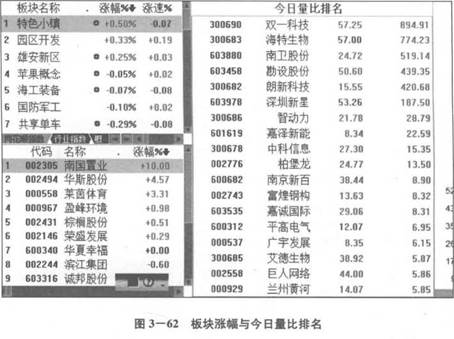 板块名称 . 涨幅%↓ 涨速%
1 特色小镇 +0.50% -0.07
2 园区开发 +0.33% +0.19
3 雄安新区 +0.25% +0.03
4 苹果概念 -0.05% +0.02
5 海工装备 -0.07% -0.08
6 国防军工 -0.10% +0.02
7 共享单车 -0.29% -0.08
代码 名称 . 涨幅%↓
1 002305 南国置业 +10.00
2 002494 华斯股份 +4.57
3 000558 莱茵体育 +3.31
4 000967 盈峰环境 +0.98
5 002431 棕榈股份 +0.51
6 002146 荣盛发展 +0.29
7 600340 华夏幸福 +0.00
8 002244 滨江集团 -0.60
9 603316 诚邦股份
今日量比排名
300690 双一科技 57.25 894.91
300683 海特生物 57.00 774.23
603880 南卫股份 24.72 519.14
603458 勘设股份 50.60 439.35
300682 朗新科技 15.55 420.68
603978 深圳新星 53.26 187.50
300686 智动力 21.78 28.79
601619 嘉泽新能 8.34 22.59
300678 中科信息 27.30 15.35
002776 柏堡龙 24.77 13.50
600682 南京新百 38.44 8.90
002743 富煌钢构 13.63 8.32
603535 嘉诚国际 29.06 8.31
600312 平高电气 12.07 6.95
000537 广宇发展 8.35 6.15
300685 艾德生物 38.92 5.87
002558 巨人网络 44.00 5.86
000929 兰州黄河 14.07 5.85
图 3-62 板块涨幅与今日量比排名